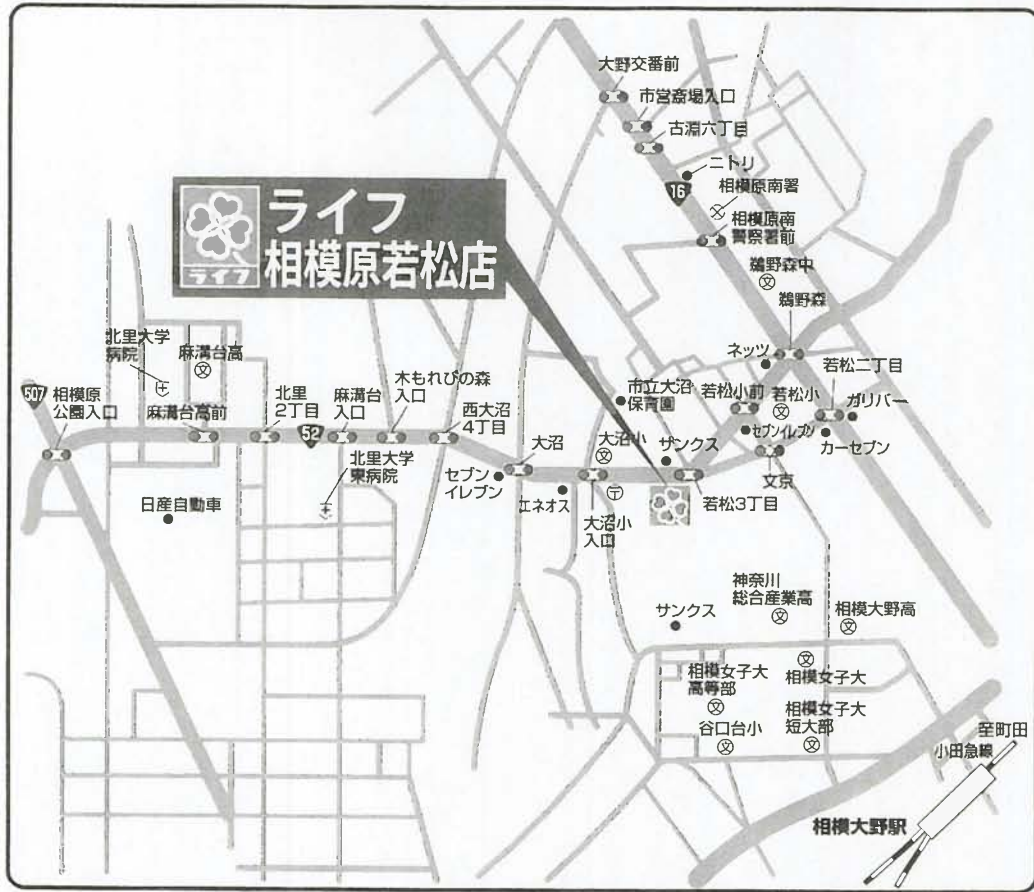 大野交番前
市営斎場入口
古淵六丁目
ニトリ
16
相模原南署
相模原南
警察署前
鵜野森中
文
鵜野森
ライフ
相模原若松店
ライフ
ネッツ
若松二丁目
北里大学
病院
麻溝台高
文
507
相模原
公園入口
麻溝台高前
北里
2丁目
52
麻溝台
入口
木もれびの森
入口
西大沼
4丁目
市立大沼
保育園
若松小前
若松小
文
ガリバー
セブンイレブン
カーセブン
大沼
大沼小
文
サンクス
文京
北里大学
東病院
セブン
イレブン
エネオス
大沼小
入口
〒
若松3丁目
日産自動車
神奈川
総合産業高
文
サンクス
相模大野高
文
相模女子大
高等部
文
文
相模女子大
谷口台小
文
相模女子大
短大部
文
至町田
小田急線
相模大野駅